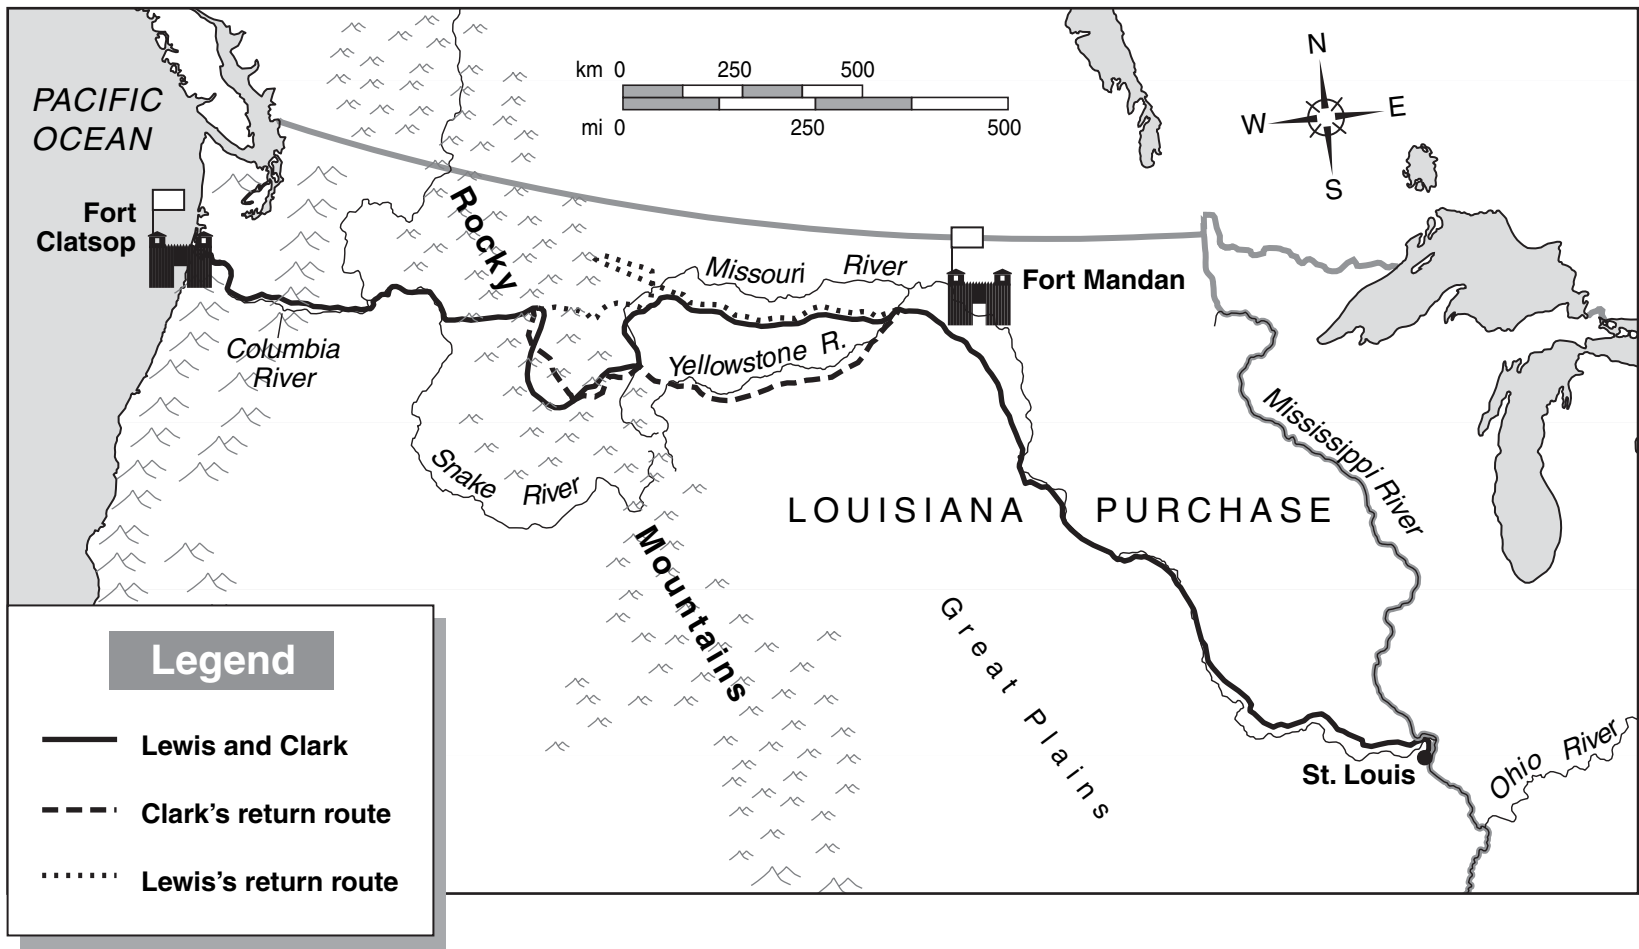 PACIFIC
OCEAN
km 0 250 500
mi 0 250 500
N
W E
S
Fort
Clatsop
Rocky
Missouri River
Fort Mandan
Columbia
River
Yellowstone R.
Mississippi River
Snake River
LOUISIANA PURCHASE
Mountains
Great Plains
St. Louis
Ohio River
Legend
Lewis and Clark
Clark’s return route
Lewis’s return route